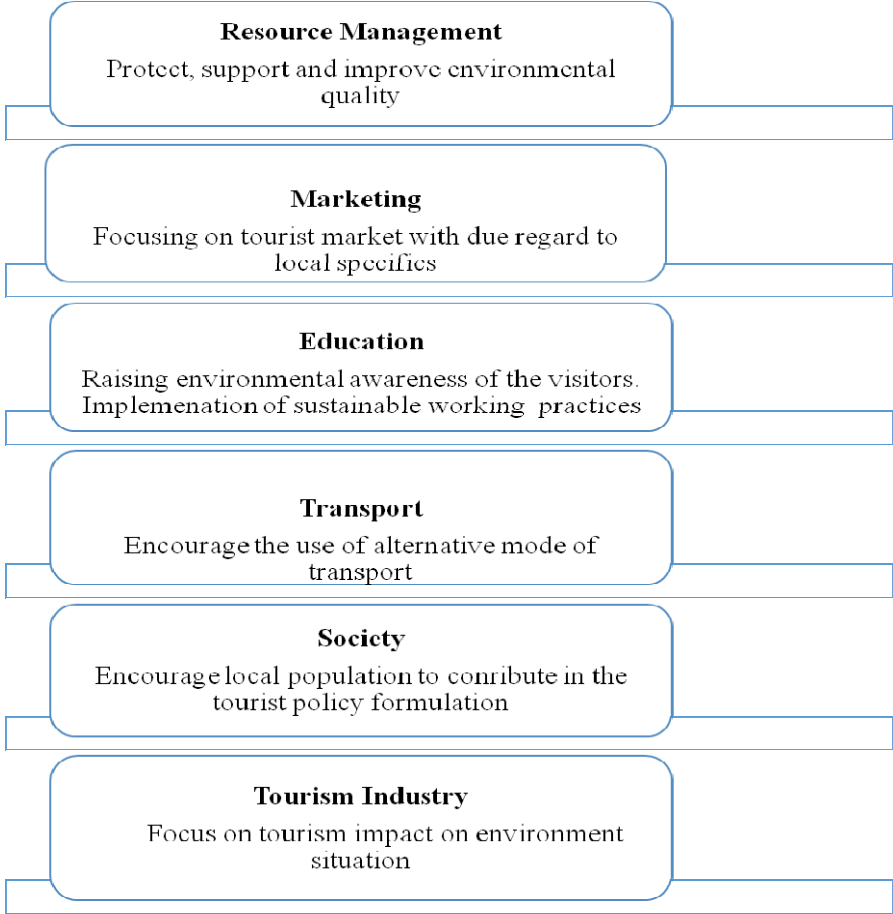 Resource Management
Protect, support and improve environmental
quality
Marketing
Focusing on tourist market with due regard to
local specifics
Education
Raising environmental awareness of the visitors.
Implemenation of sustainable working practices
Transport
Encourage the use of alternative mode of
transport
Society
Encourage local population to conribute in the
tourist policy formulation
Tourism Industry
Focus on tourism impact on environment
situation